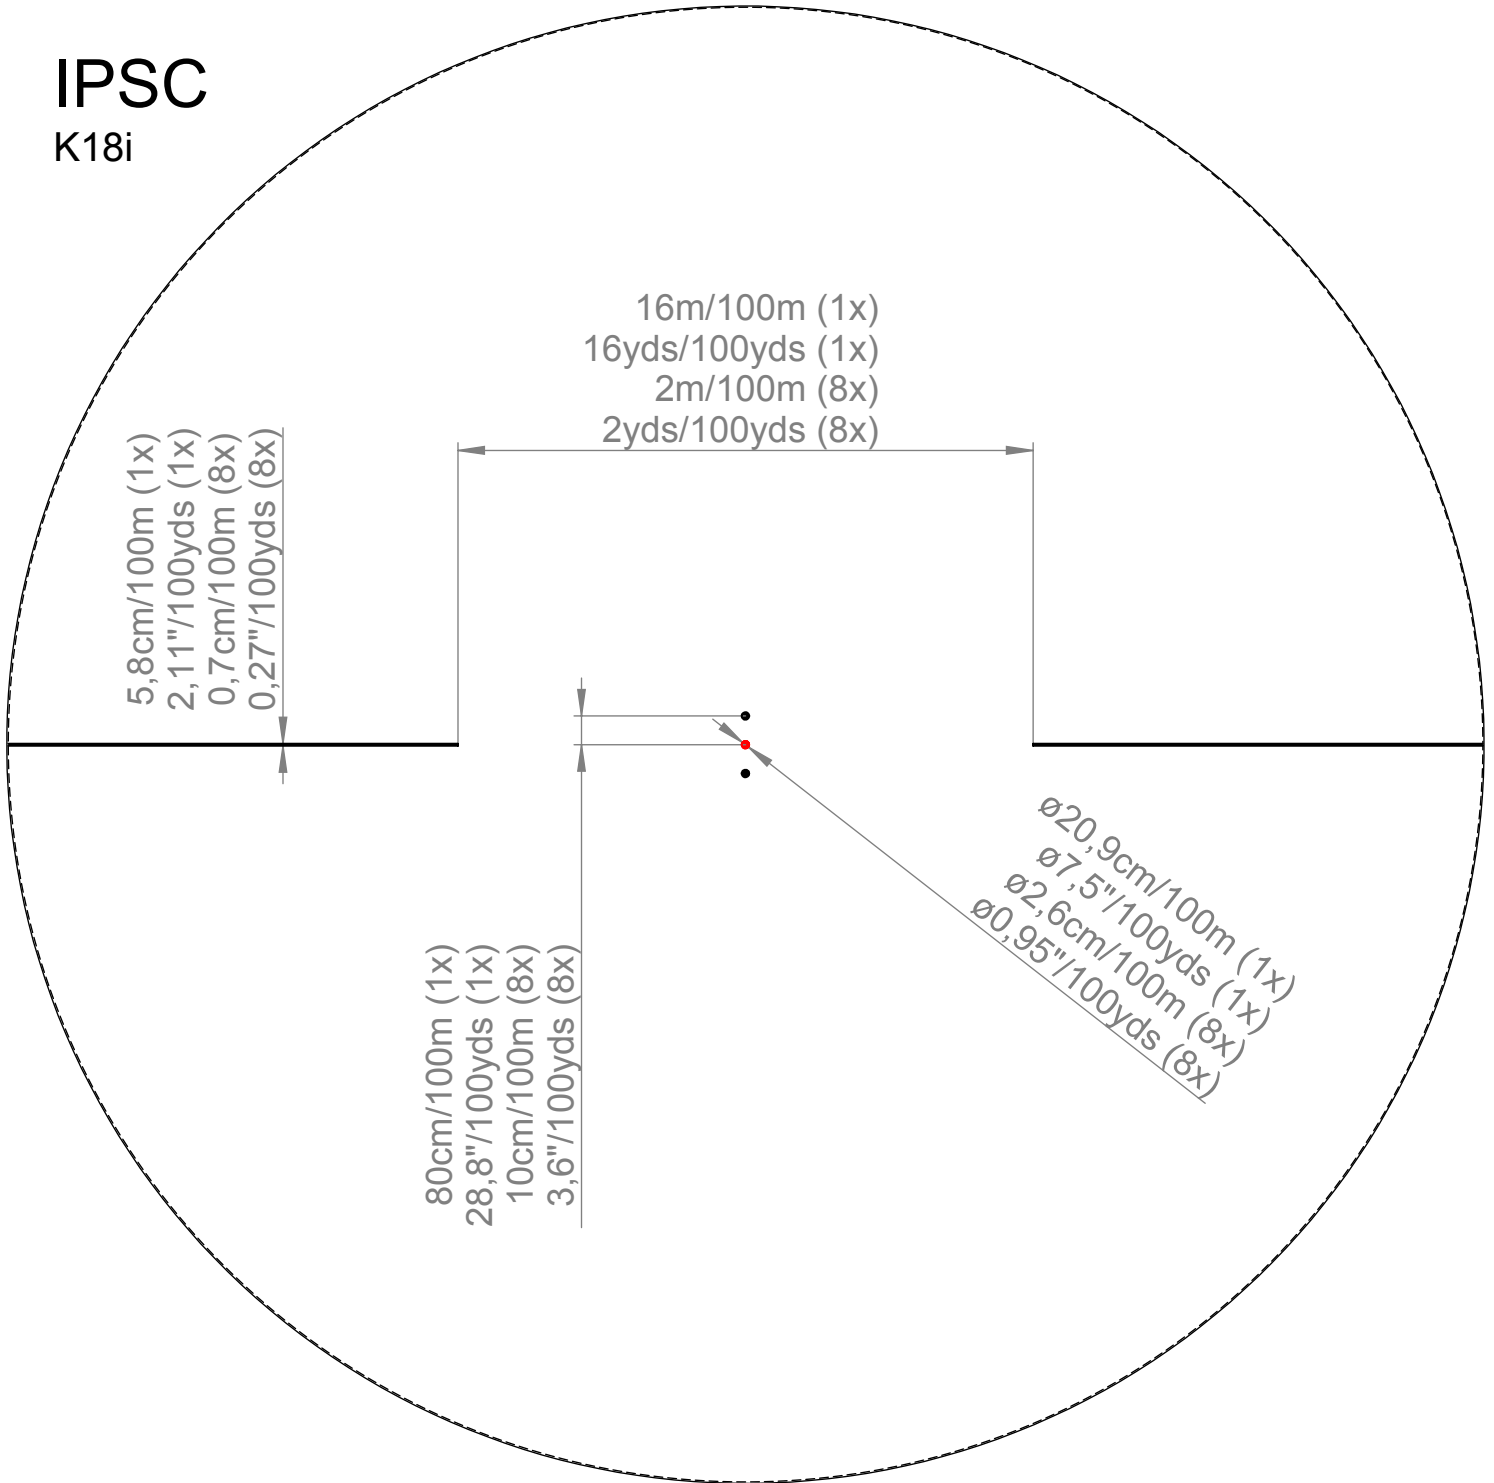 IPSC
K18i
16m/100m (1x)
16yds/100yds (1x)
2m/100m (8x)
2yds/100yds (8x)
5,8cm/100m (1x)
2,11"/100yds (1x)
0,7cm/100m (8x)
0,27"/100yds (8x)
80cm/100m (1x)
28,8"/100yds (1x)
10cm/100m (8x)
3,6"/100yds (8x)
ø20,9cm/100m (1x)
ø7,5"/100yds (1x)
ø2,6cm/100m (8x)
ø0,95"/100yds (8x)